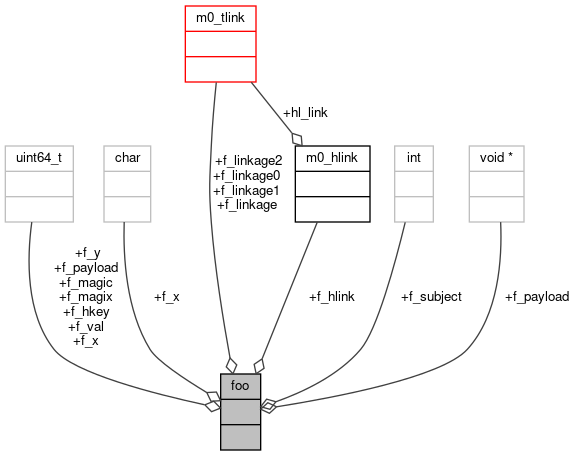 m0_tlink
+hl_link
uint64_t
char
+f_linkage2
+f_linkage0
+f_linkage1
+f_linkage
m0_hlink
int
void *
+f_y
+f_payload
+f_magic
+f_magix
+f_hkey
+f_val
+f_x
+f_x
+f_hlink
+f_subject
+f_payload
foo